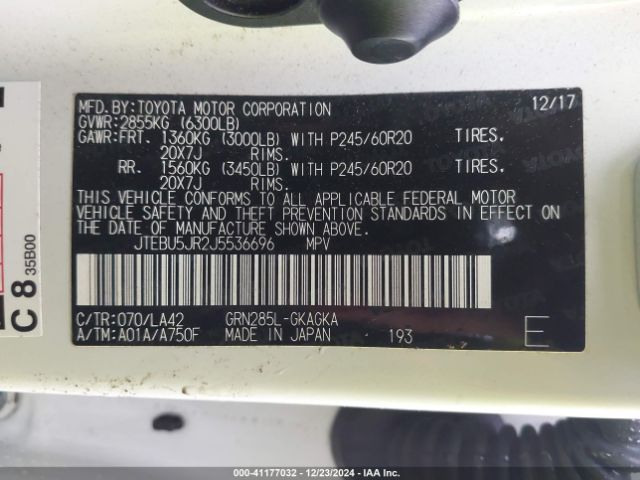 MFD.BY:TOYOTA MOTOR CORPORATION 12/17
GVWR:2855KG (6300LB)
GAWR:FRT. 1360KG (3000LB) WITH P245/60R20 TIRES.
20X7J RIMS.
RR. 1560KG (3450LB) WITH P245/60R20 TIRES.
20X7J RIMS.
THIS VEHICLE CONFORMS TO ALL APPLICABLE FEDERAL MOTOR
VEHICLE SAFETY AND THEFT PREVENTION STANDARDS IN EFFECT ON
THE DATE OF MANUFACTURE SHOWN ABOVE.
JTEBU5JR2J5536696 MPV
C/TR:070/LA42 GRN285L-GKAGKA
A/TM:A01A/A750F MADE IN JAPAN 193 E
C 8 35B00
000-41177032 - 12/23/2024 - IAA Inc.